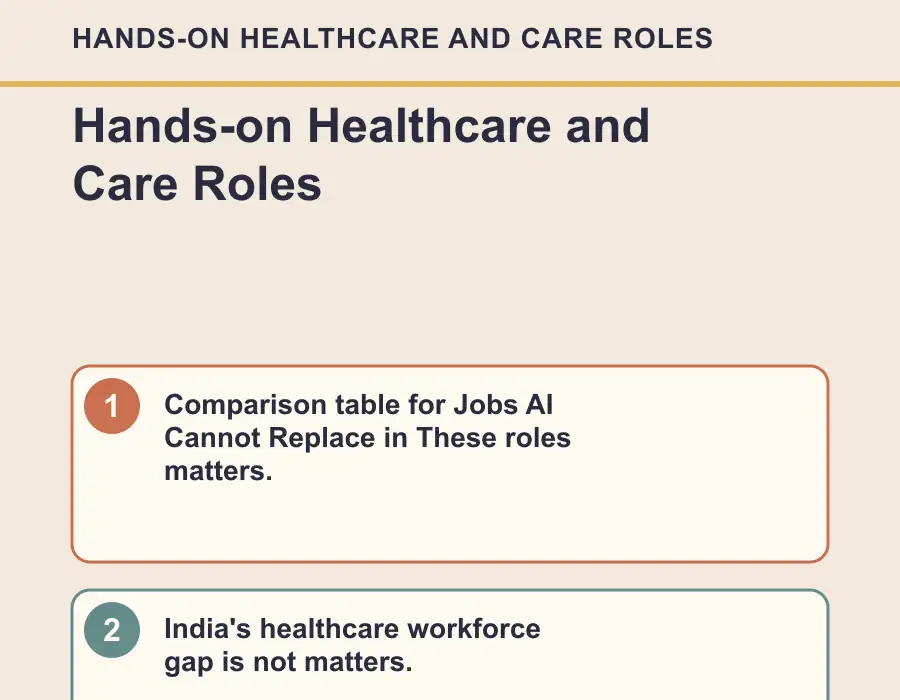 HANDS-ON HEALTHCARE AND CARE ROLES
Hands-on Healthcare and
Care Roles
1
Comparison table for Jobs AI
Cannot Replace in These roles
matters.
2
India's healthcare workforce
gap is not matters.